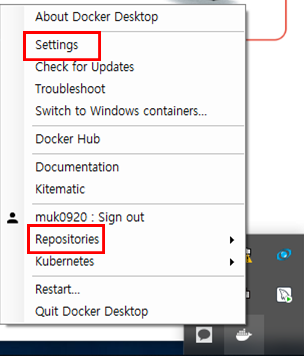 About Docker Desktop
Settings
Check for Updates
Troubleshoot
Switch to Windows containers...
Docker Hub
Documentation
Kitematic
muk0920 : Sign out
Repositories
Kubernetes
Restart...
Quit Docker Desktop